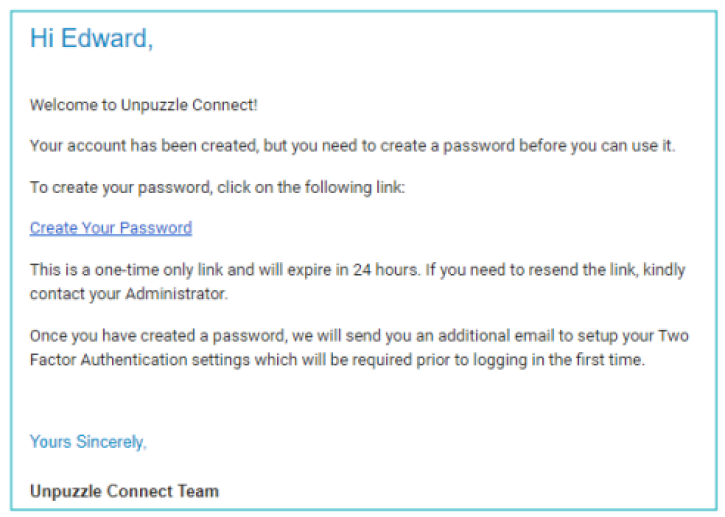 Hi Edward,
Welcome to Unpuzzle Connect!
Your account has been created, but you need to create a password before you can use it.
To create your password, click on the following link:
Create Your Password
This is a one-time only link and will expire in 24 hours. If you need to resend the link, kindly
contact your Administrator.
Once you have created a password, we will send you an additional email to setup your Two
Factor Authentication settings which will be required prior to logging in the first time.
Yours Sincerely,
Unpuzzle Connect Team